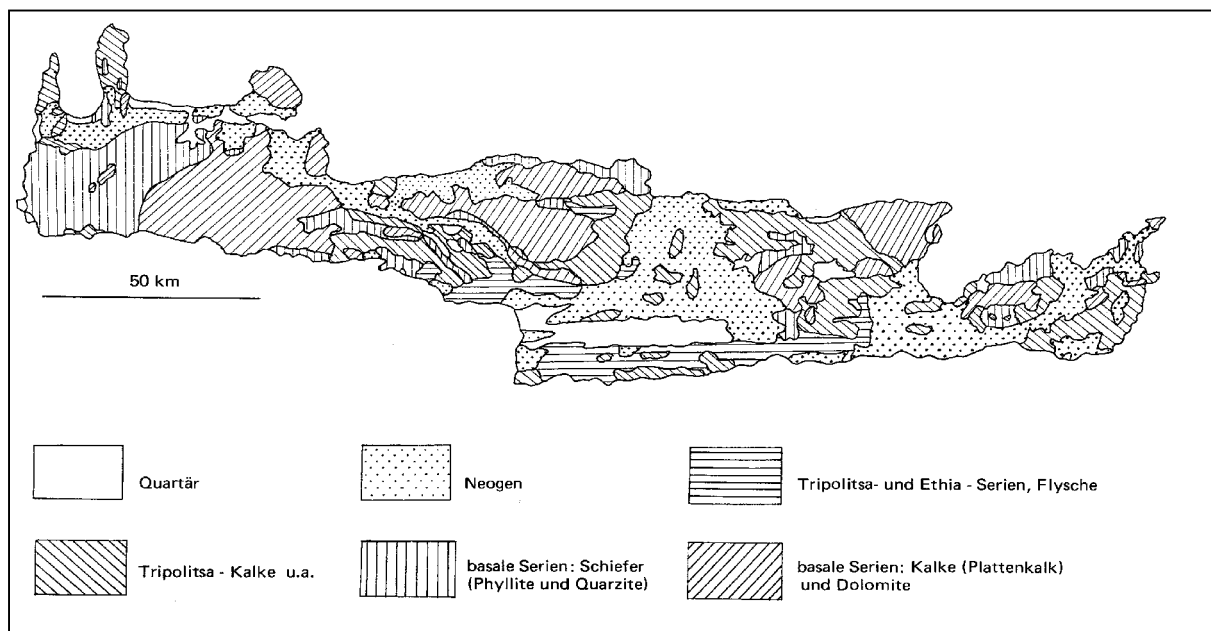 50 km
Quartär
Neogen
Tripolitsa- und Ethia - Serien, Flysche
Tripolitsa - Kalke u.a.
basale Serien: Schiefer
(Phyllite und Quarzite)
basale Serien: Kalke (Plattenkalk)
und Dolomite